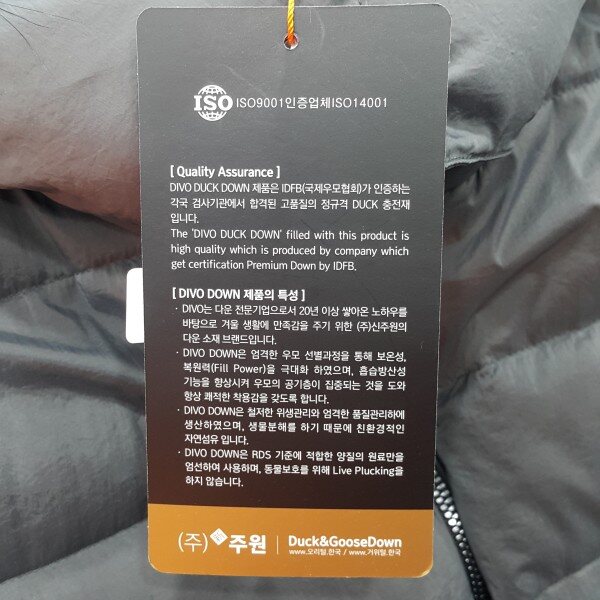 ISO ISO9001인증업체ISO14001
[ Quality Assurance ]
DIVO DUCK DOWN 제품은 IDFB(국제우모협회)가 인증하는
각국 검사기관에서 합격된 고품질의 정규격 DUCK 충전재
입니다.
The 'DIVO DUCK DOWN' filled with this product is
high quality which is produced by company which
get certification Premium Down by IDFB.
[ DIVO DOWN 제품의 특성 ]
· DIVO는 다운 전문기업으로서 20년 이상 쌓아온 노하우를
바탕으로 겨울 생활에 만족감을 주기 위한 (주)신주원의
다운 소재 브랜드입니다.
· DIVO DOWN은 엄격한 우모 선별과정을 통해 보온성,
복원력(Fill Power)을 극대화 하였으며, 흡습방산성
기능을 향상시켜 우모의 공기층이 집중되는 것을 도와
항상 쾌적한 착용감을 갖도록 합니다.
· DIVO DOWN은 철저한 위생관리와 엄격한 품질관리하에
생산하였으며, 생물분해를 하기 때문에 친환경적인
자연섬유 입니다.
· DIVO DOWN은 RDS 기준에 적합한 양질의 원료만을
엄선하여 사용하며, 동물보호를 위해 Live Plucking을
하지 않습니다.
(주) 주원 Duck&GooseDown
www.오리털.한국 / www.거위털.한국